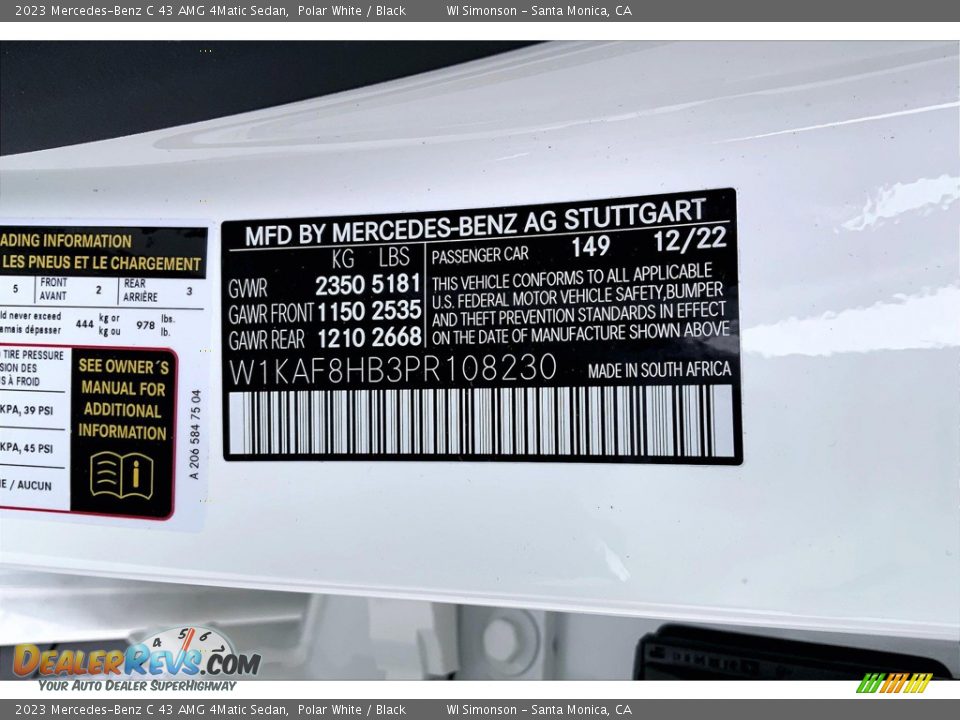 2023 Mercedes-Benz C 43 AMG 4Matic Sedan, Polar White / Black WI Simonson - Santa Monica, CA
ADING INFORMATION
LES PNEUS ET LE CHARGEMENT
5 FRONT AVANT 2 REAR ARRIÈRE 3
ld never exceed
amais dépasser 444 kg or kg ou 978 lbs. lb.
TIRE PRESSURE
SION DES
S À FROID
KPA, 39 PSI
KPA, 45 PSI
E / AUCUN
SEE OWNER´S
MANUAL FOR
ADDITIONAL
INFORMATION
A 206 584 75 04
MFD BY MERCEDES-BENZ AG STUTTGART
KG LBS
GVWR 2350 5181
GAWR FRONT 1150 2535
GAWR REAR 1210 2668
PASSENGER CAR 149 12/22
THIS VEHICLE CONFORMS TO ALL APPLICABLE
U.S. FEDERAL MOTOR VEHICLE SAFETY,BUMPER
AND THEFT PREVENTION STANDARDS IN EFFECT
ON THE DATE OF MANUFACTURE SHOWN ABOVE
W1KAF8HB3PR108230 MADE IN SOUTH AFRICA
4 5 6
DEALERREVS.COM
YOUR AUTO DEALER SUPERHIGHWAY
2023 Mercedes-Benz C 43 AMG 4Matic Sedan, Polar White / Black WI Simonson - Santa Monica, CA